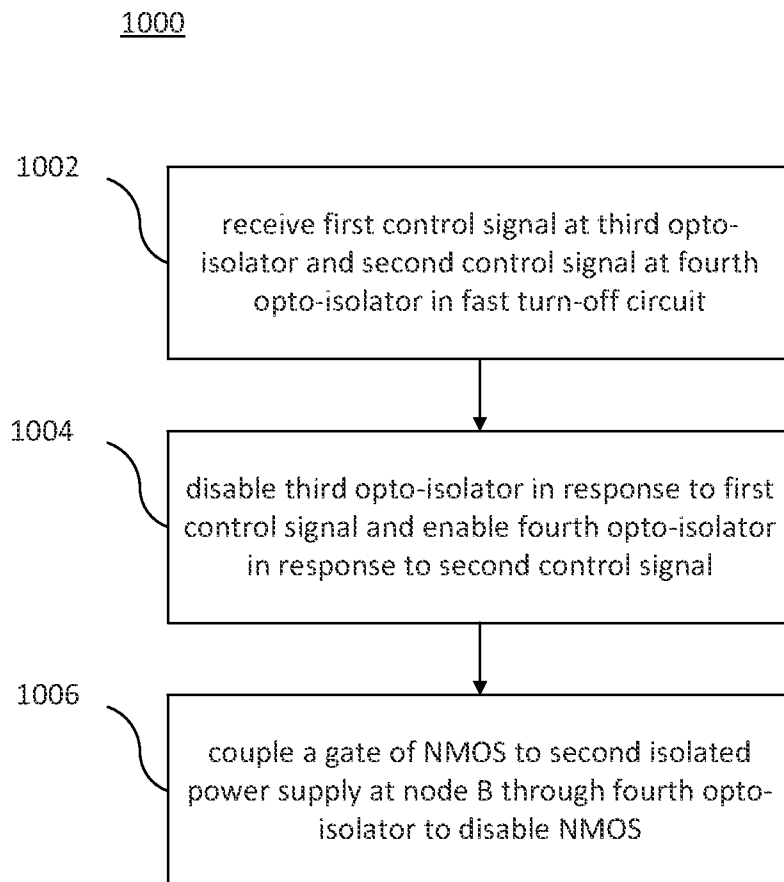 1000
1002
receive first control signal at third opto-
isolator and second control signal at fourth
opto-isolator in fast turn-off circuit
1004
disable third opto-isolator in response to first
control signal and enable fourth opto-isolator
in response to second control signal
1006
couple a gate of NMOS to second isolated
power supply at node B through fourth opto-
isolator to disable NMOS